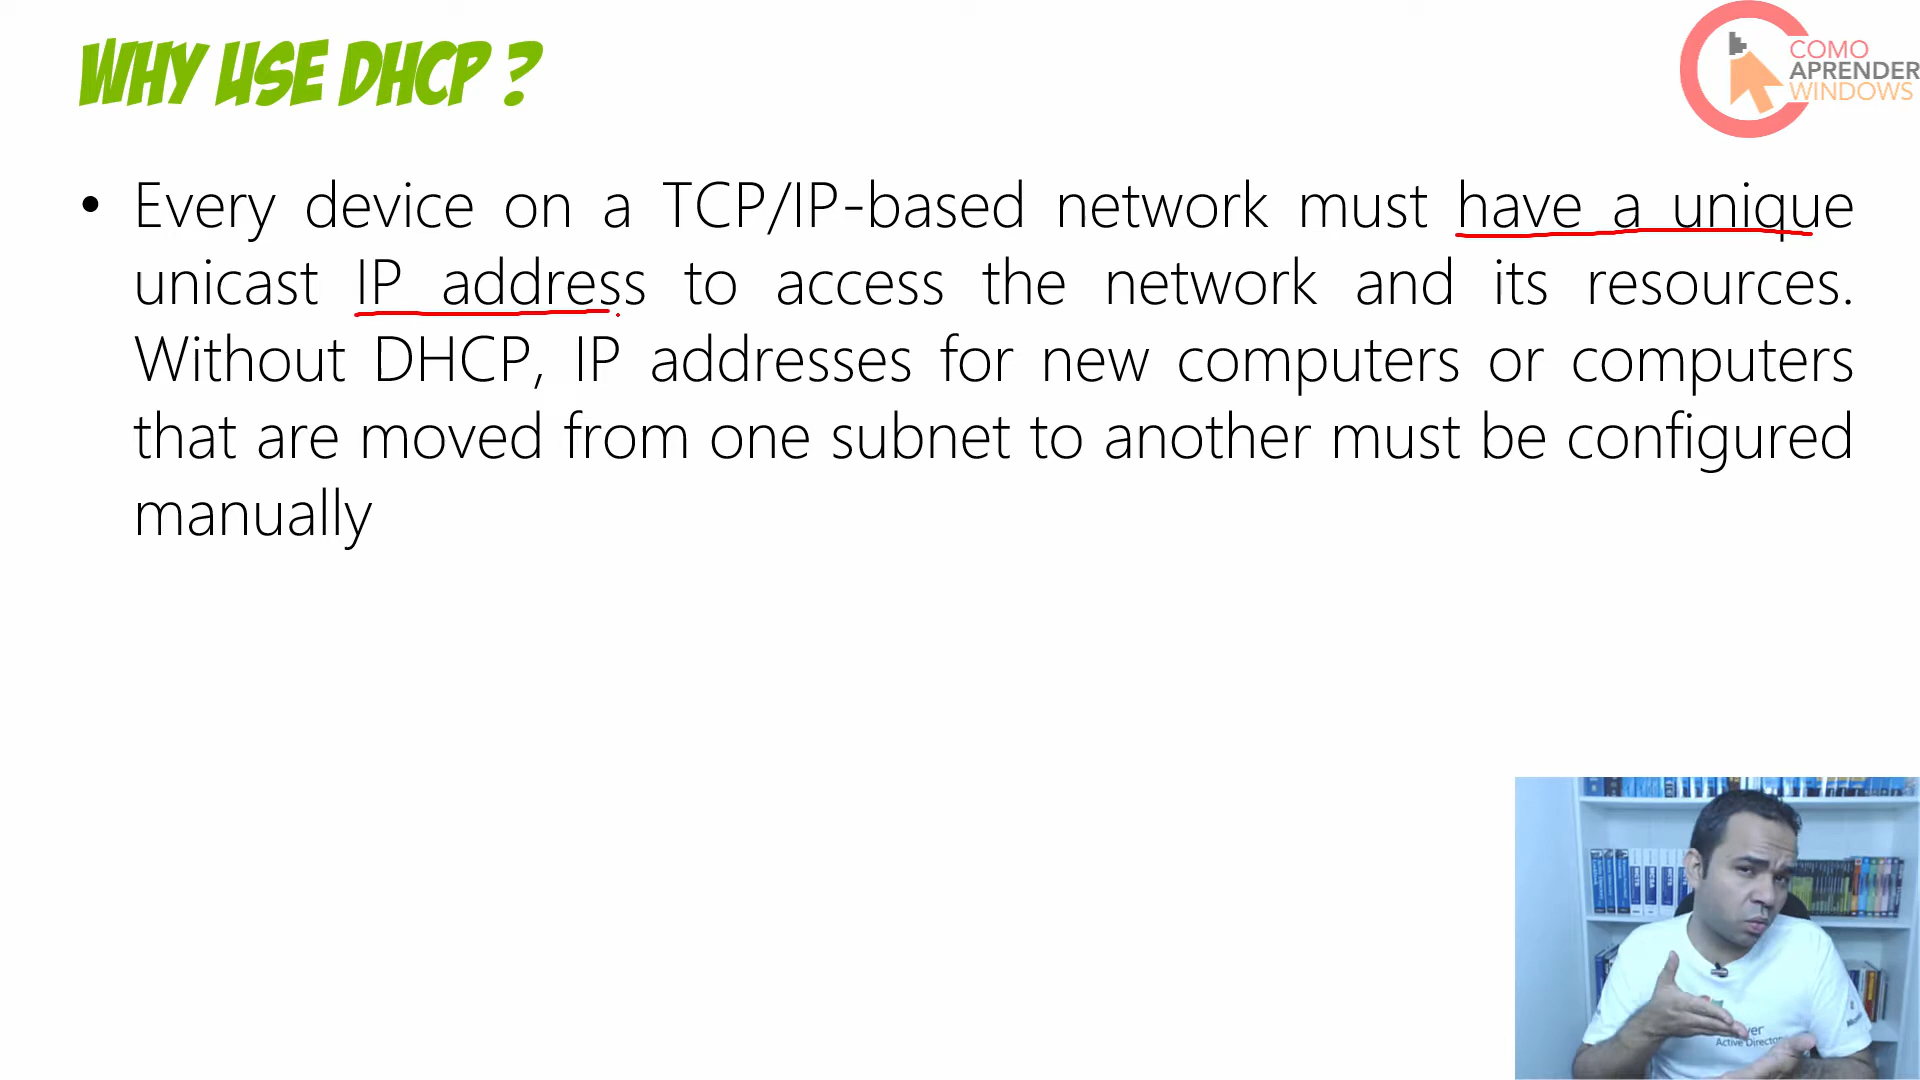 WHY USE DHCP ?
COMO
APRENDER
WINDOWS
• Every device on a TCP/IP-based network must have a unique
unicast IP address to access the network and its resources.
Without DHCP, IP addresses for new computers or computers
that are moved from one subnet to another must be configured
manually
Active Director